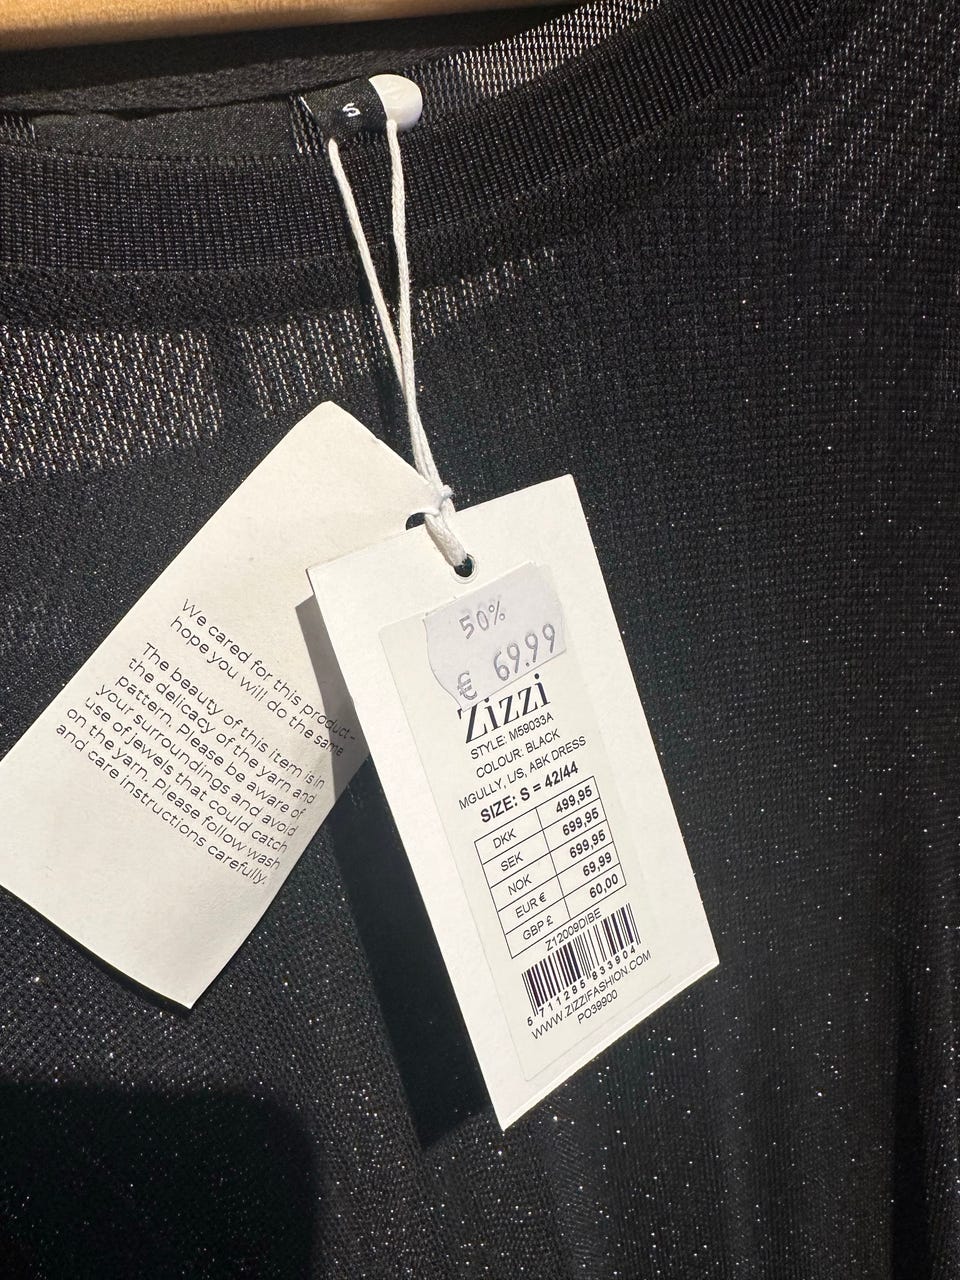 S
We cared for this product-
hope you will do the same
The beauty of this item is in
the delicacy of the yarn and
pattern. Please be aware of
your surroundings and avoid
use of jewels that could catch
on the yarn. Please follow wash
and care instructions carefully.
50%
€ 69.99
Zizzi
STYLE: M59033A
COLOUR: BLACK
MGULLY, L/S, ABK DRESS
SIZE: S = 42/44
DKK 499,95
SEK 699,95
NOK 699,95
EUR € 69,99
GBP £ 60,00
Z12009DIBE
5 711285 833904
WWW.ZIZZIFASHION.COM
PO39900